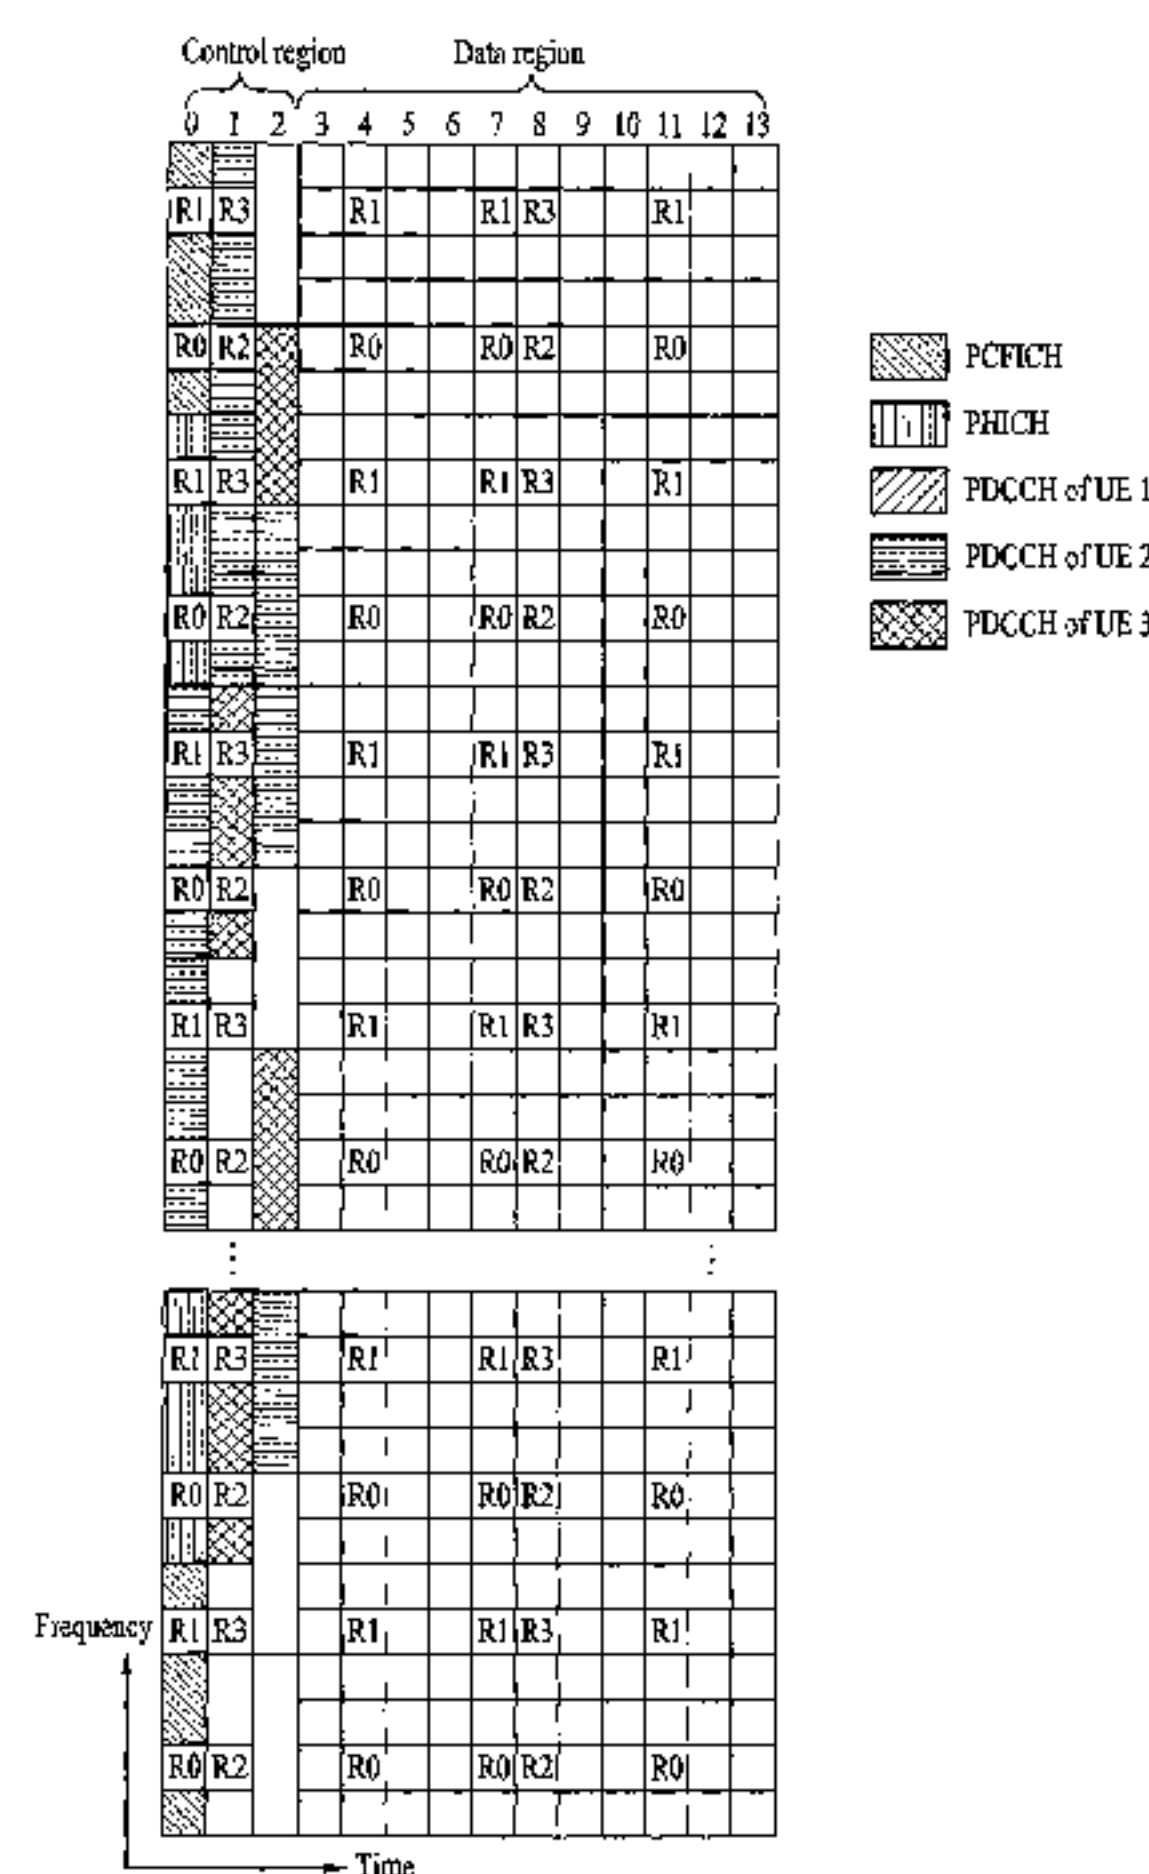 Control region Data region
0 1 2 3 4 5 6 7 8 9 10 11 12 13
R1 R3 R1 R1 R3 R1
R0 R2 R0 R0 R2 R0
PCFICH
PHICH
R1 R3 R1 R1 R3 R1
PDCCH of UE 1
PDCCH of UE 2
R0 R2 R0 R0 R2 R0
PDCCH of UE 3
R1 R3 R1 R1 R3 R1
R0 R2 R0 R0 R2 R0
R1 R3 R1 R1 R3 R1
R0 R2 R0 R0 R2 R0
R1 R3 R1 R1 R3 R1
R0 R2 R0 R0 R2 R0
Frequency R1 R3 R1 R1 R3 R1
R0 R2 R0 R0 R2 R0
Time